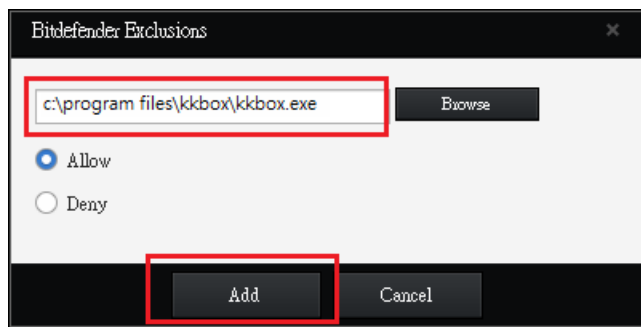 Bitdefender Exclusions
c:\program files\kkbox\kkbox.exe
Browse
Allow
Deny
Add
Cancel